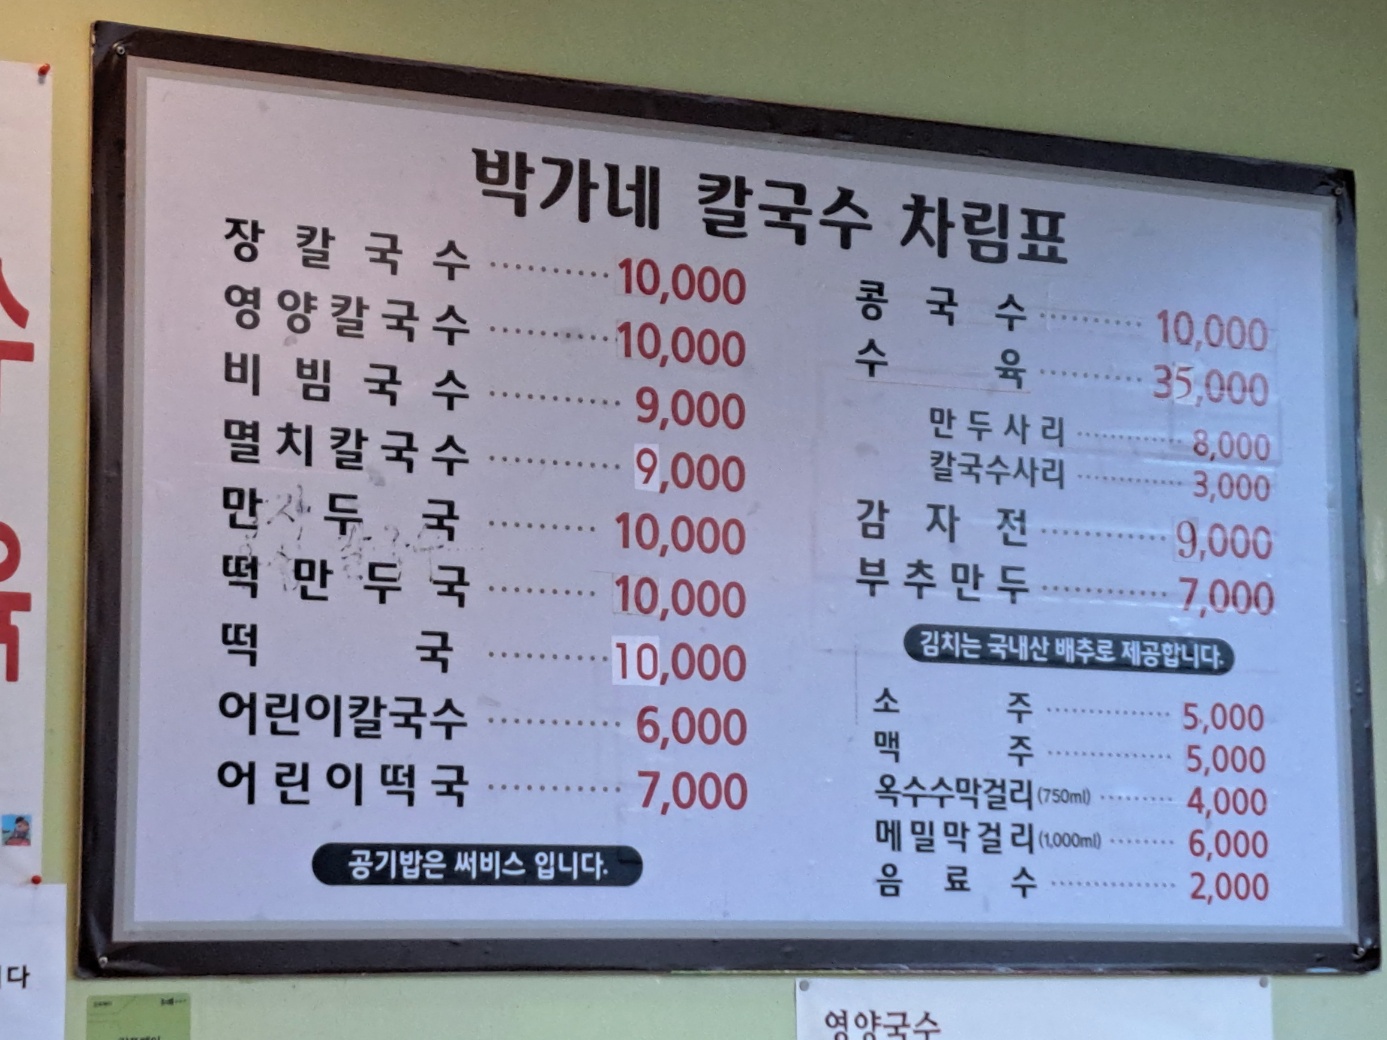 박가네 칼국수 차림표
장칼국수 10,000
영양칼국수 10,000
비빔국수 9,000
멸치칼국수 9,000
만두국 10,000
떡만두국 10,000
떡국 10,000
어린이칼국수 6,000
어린이떡국 7,000
공기밥은 써비스 입니다.
콩국수 10,000
수육 35,000
만두사리 8,000
칼국수사리 3,000
감자전 9,000
부추만두 7,000
김치는 국내산 배추로 제공합니다.
소주 5,000
맥주 5,000
옥수수막걸리(750ml) 4,000
메밀막걸리(1,000ml) 6,000
음료수 2,000
영양국수